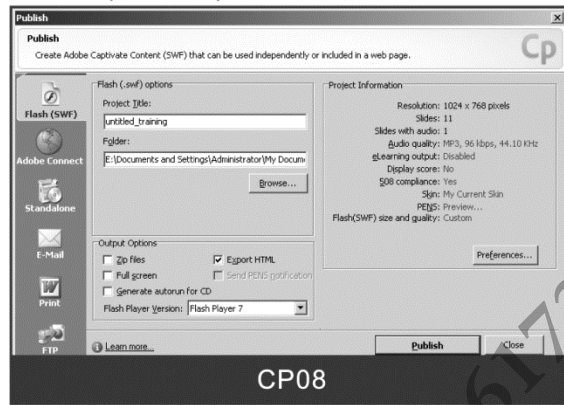 Publish
Publish
Create Adobe Captivate Content (SWF) that can be used independently or included in a web page.
Cp
Flash (SWF)
Adobe Connect
Standalone
E-Mail
Print
FTP
Flash (.swf) options
Project Title:
untitled_training
Folder:
E:\Documents and Settings\Administrator\My Docum
Browse...
Output Options
Zip files
Export HTML
Full screen
Send PENS notification
Generate autorun for CD
Flash Player Version: Flash Player 7
Project Information
Resolution: 1024 x 768 pixels
Slides: 11
Slides with audio: 1
Audio quality: MP3, 96 kbps, 44.10 KHz
eLearning output: Disabled
Display score: No
508 compliance: Yes
Skin: My Current Skin
PENS: Preview...
Flash(SWF) size and quality: Custom
Preferences...
Learn more...
Publish
Close
CP08